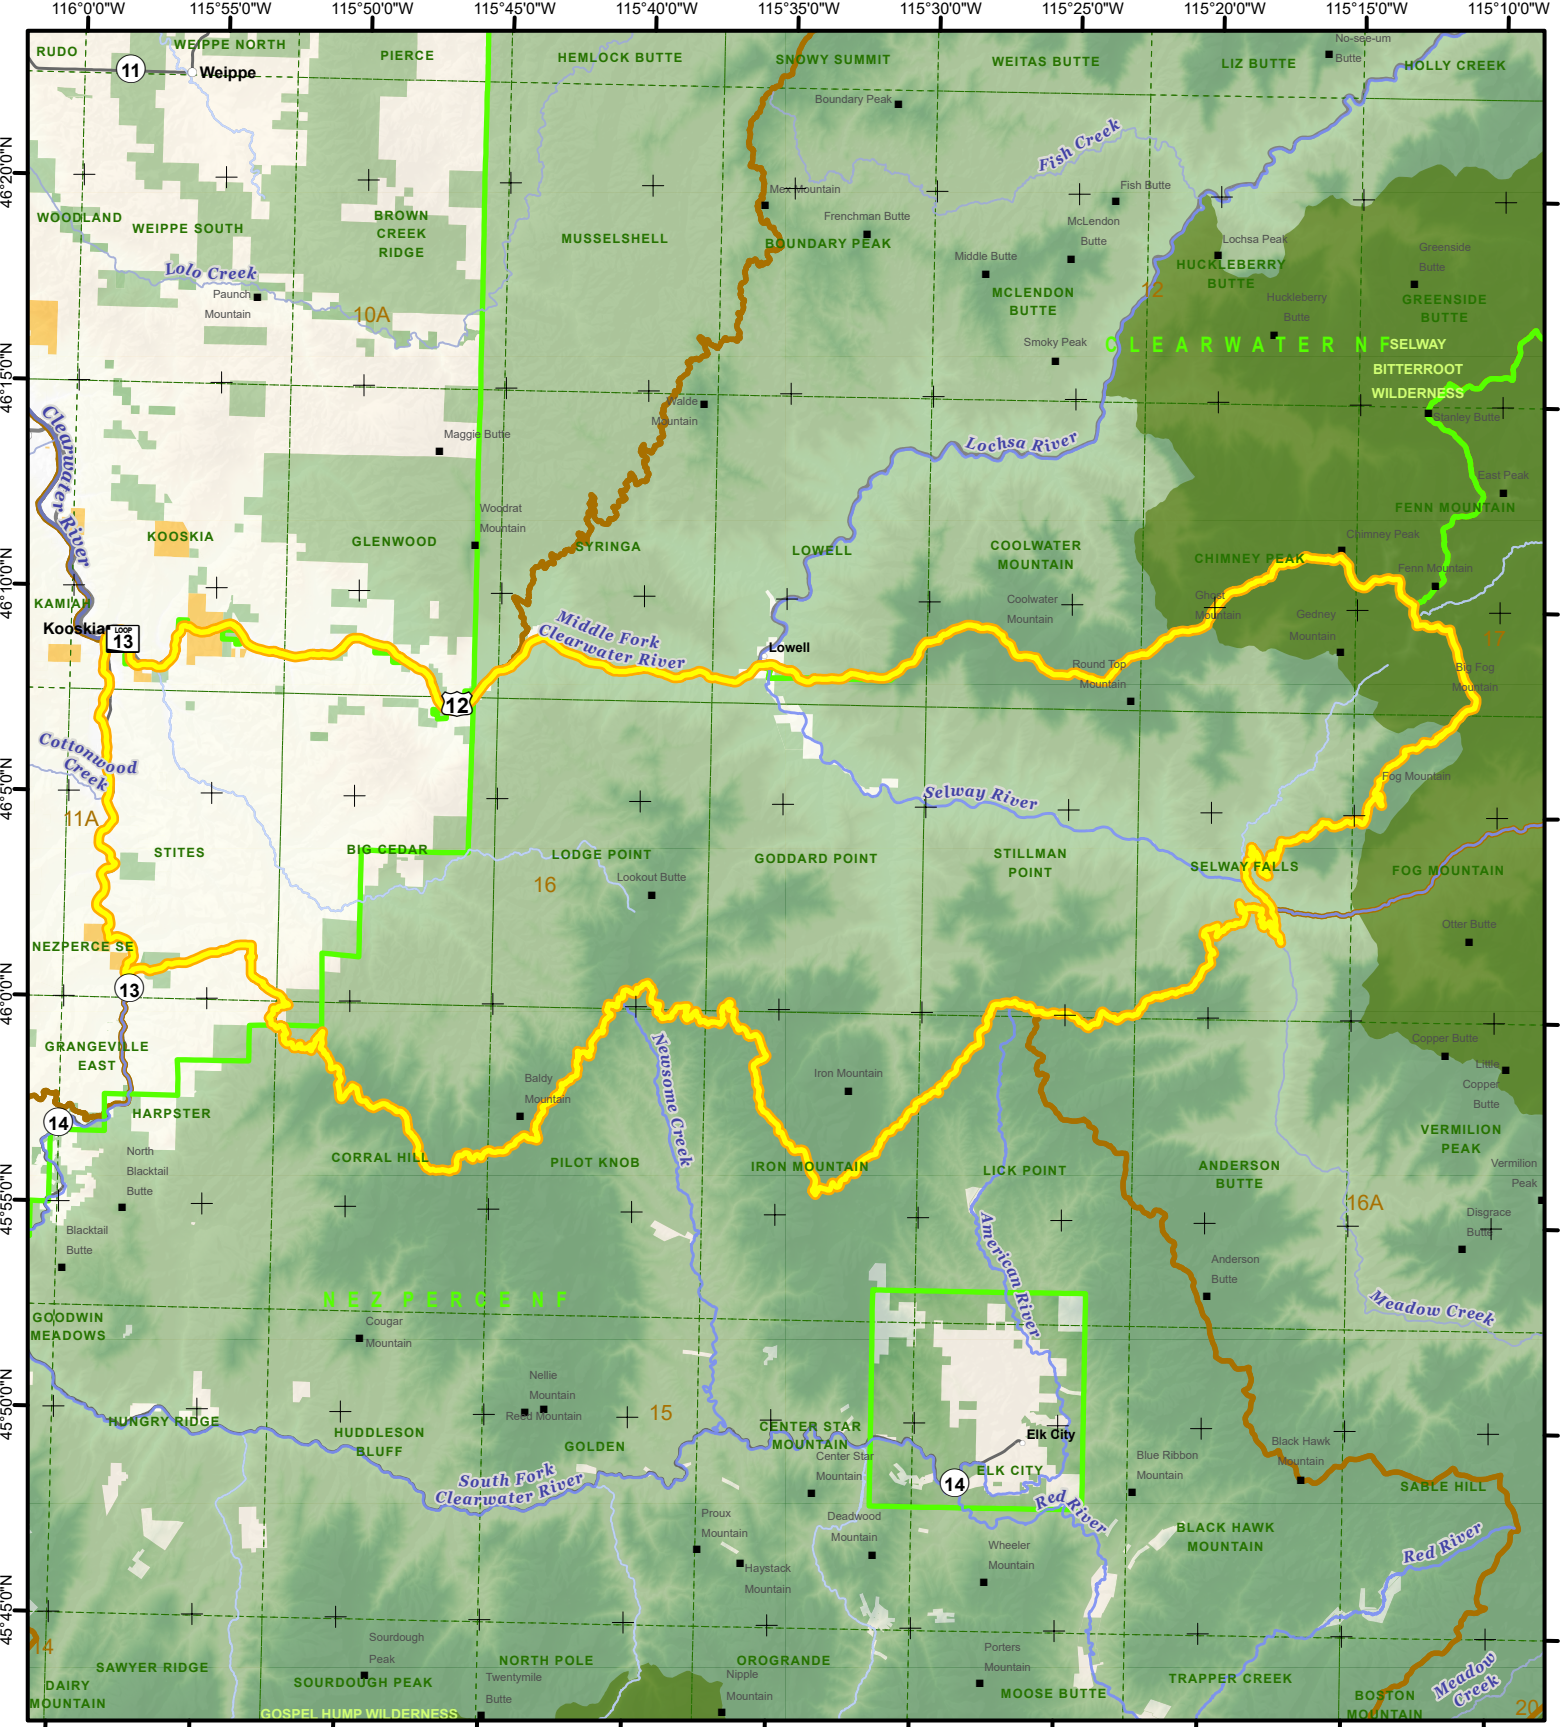 116°0'0"W
115°55'0"W
115°50'0"W
115°45'0"W
115°40'0"W
115°35'0"W
115°30'0"W
115°25'0"W
115°20'0"W
115°15'0"W
115°10'0"W
46°20'0"N
46°15'0"N
46°10'0"N
46°5'0"N
46°0'0"N
45°55'0"N
45°50'0"N
45°45'0"N
RUDO
WEIPPE NORTH
PIERCE
HEMLOCK BUTTE
SNOWY SUMMIT
WEITAS BUTTE
LIZ BUTTE
No-see-um
Butte
HOLLY CREEK
11
Weippe
Boundary Peak
Fish Creek
Fish Butte
Mex Mountain
Frenchman Butte
McLendon
Butte
WOODLAND
WEIPPE SOUTH
BROWN
CREEK
RIDGE
MUSSELSHELL
BOUNDARY PEAK
Middle Butte
Lochsa Peak
HUCKLEBERRY
BUTTE
Greenside
Butte
Lolo Creek
Paunch
Mountain
10A
MCLENDON
BUTTE
12
Huckleberry
Butte
GREENSIDE
BUTTE
Smoky Peak
CLEARWATER NF
SELWAY
BITTERROOT
WILDERNESS
Stanley Butte
Walde
Mountain
Maggie Butte
Lochsa River
Clearwater River
East Peak
FENN MOUNTAIN
Woodrat
Mountain
KOOSKIA
GLENWOOD
SYRINGA
LOWELL
COOLWATER
MOUNTAIN
CHIMNEY PEAK
Chimney Peak
Fenn Mountain
KAMIAH
Kooskia
LOOP
13
Middle Fork
Clearwater River
Lowell
Coolwater
Mountain
Ghost
Mountain
Gedney
Mountain
17
Round Top
Mountain
Big Fog
Mountain
12
Cottonwood
Creek
11A
Selway River
Fog Mountain
STITES
BIG CEDAR
LODGE POINT
GODDARD POINT
STILLMAN
POINT
SELWAY FALLS
FOG MOUNTAIN
16
Lookout Butte
Otter Butte
NEZPERCE SE
13
GRANGEVILLE
EAST
Newsome Creek
Copper Butte
Little
Copper
Butte
Baldy
Mountain
Iron Mountain
14
HARPSTER
North
Blacktail
Butte
CORRAL HILL
PILOT KNOB
IRON MOUNTAIN
LICK POINT
ANDERSON
BUTTE
VERMILION
PEAK
Vermilion
Peak
16A
Disgrace
Butte
Blacktail
Butte
American River
Anderson
Butte
NEZ PERCE NF
Meadow Creek
GOODWIN
MEADOWS
Cougar
Mountain
Nellie
Mountain
Reed Mountain
15
HUNGRY RIDGE
HUDDLESON
BLUFF
GOLDEN
CENTER STAR
MOUNTAIN
Center Star
Mountain
Elk City
ELK CITY
14
Blue Ribbon
Mountain
Black Hawk
Mountain
SABLE HILL
South Fork
Clearwater River
Red River
Proux
Mountain
Deadwood
Mountain
BLACK HAWK
MOUNTAIN
Red River
Haystack
Mountain
Wheeler
Mountain
14
Sourdough
Peak
SAWYER RIDGE
SOURDOUGH PEAK
NORTH POLE
OROGRANDE
Porters
Mountain
TRAPPER CREEK
Meadow
Creek
DAIRY
MOUNTAIN
Twentymile
Butte
Nipple
Mountain
MOOSE BUTTE
BOSTON
MOUNTAIN
GOSPEL HUMP WILDERNESS
20